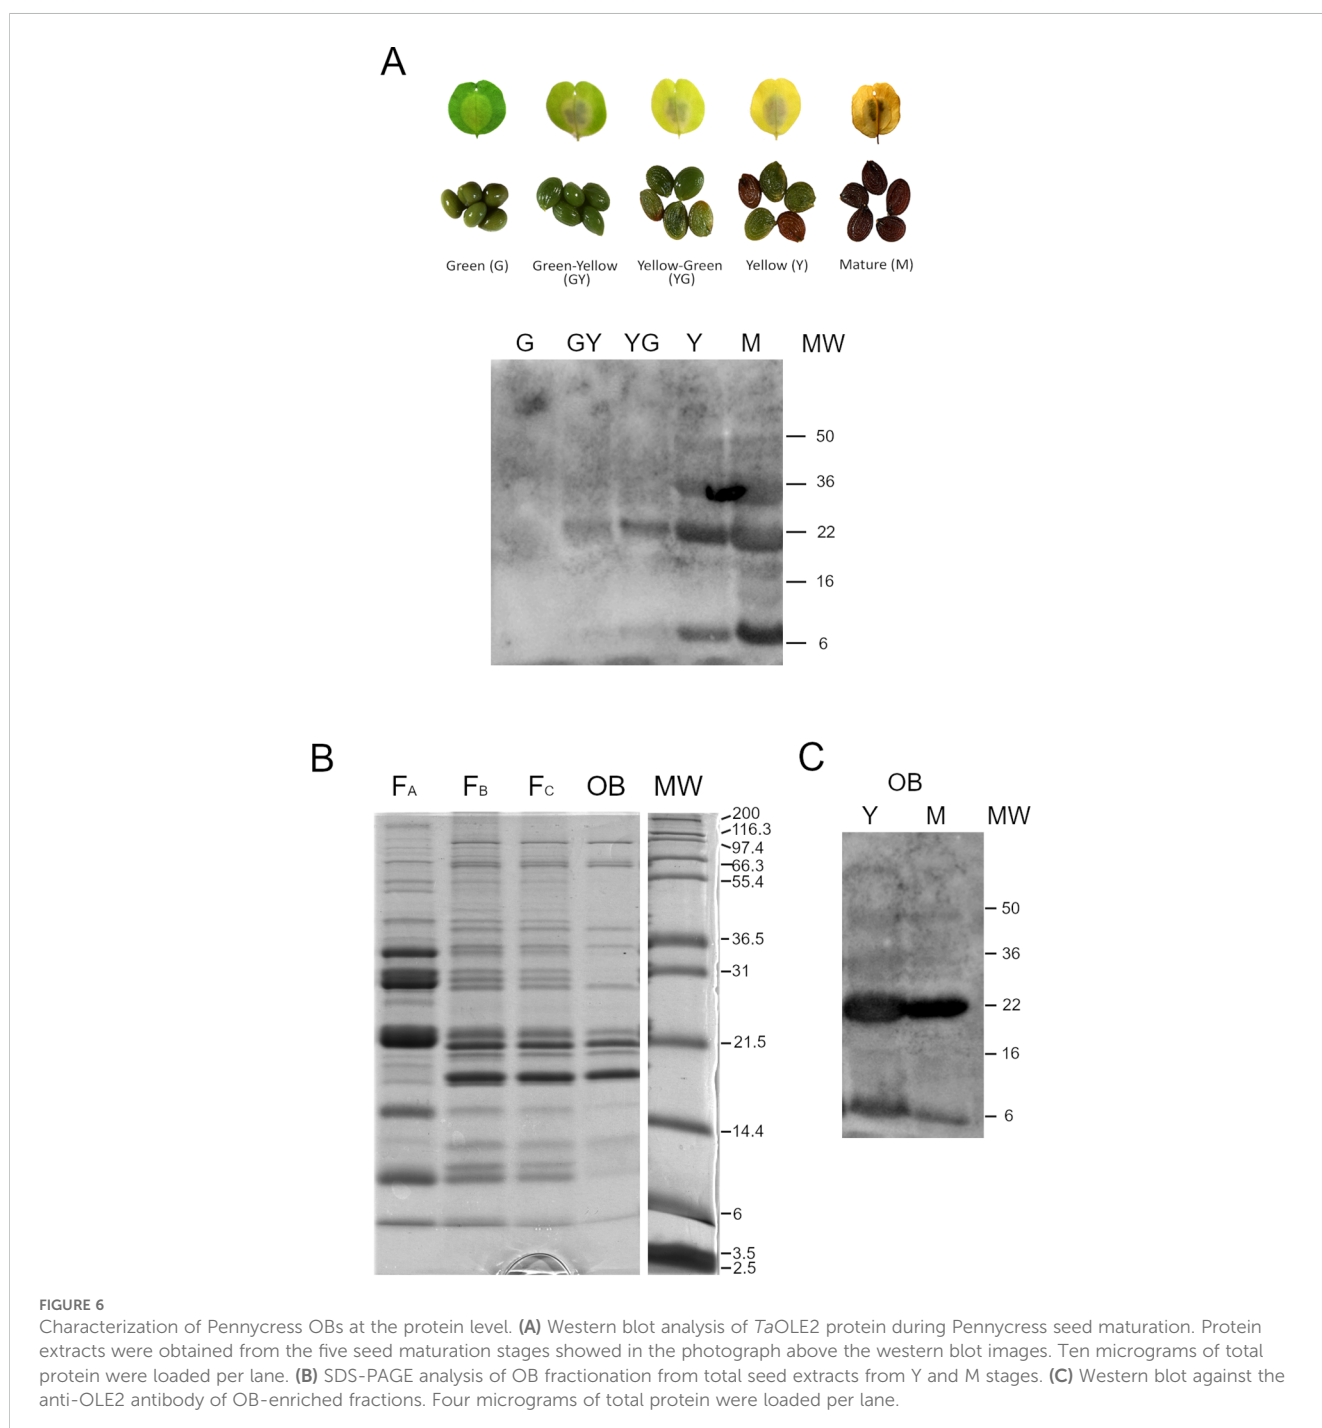 A
Green (G)
Green-Yellow
(GY)
Yellow-Green
(YG)
Yellow (Y)
Mature (M)
G GY YG Y M MW
50
36
22
16
6
B
FA FB FC OB MW
200
116.3
97.4
66.3
55.4
36.5
31
21.5
14.4
6
3.5
2.5
C
OB
Y M MW
50
36
22
16
6
FIGURE 6
Characterization of Pennycress OBs at the protein level. (A) Western blot analysis of TaOLE2 protein during Pennycress seed maturation. Protein
extracts were obtained from the five seed maturation stages showed in the photograph above the western blot images. Ten micrograms of total
protein were loaded per lane. (B) SDS-PAGE analysis of OB fractionation from total seed extracts from Y and M stages. (C) Western blot against the
anti-OLE2 antibody of OB-enriched fractions. Four micrograms of total protein were loaded per lane.